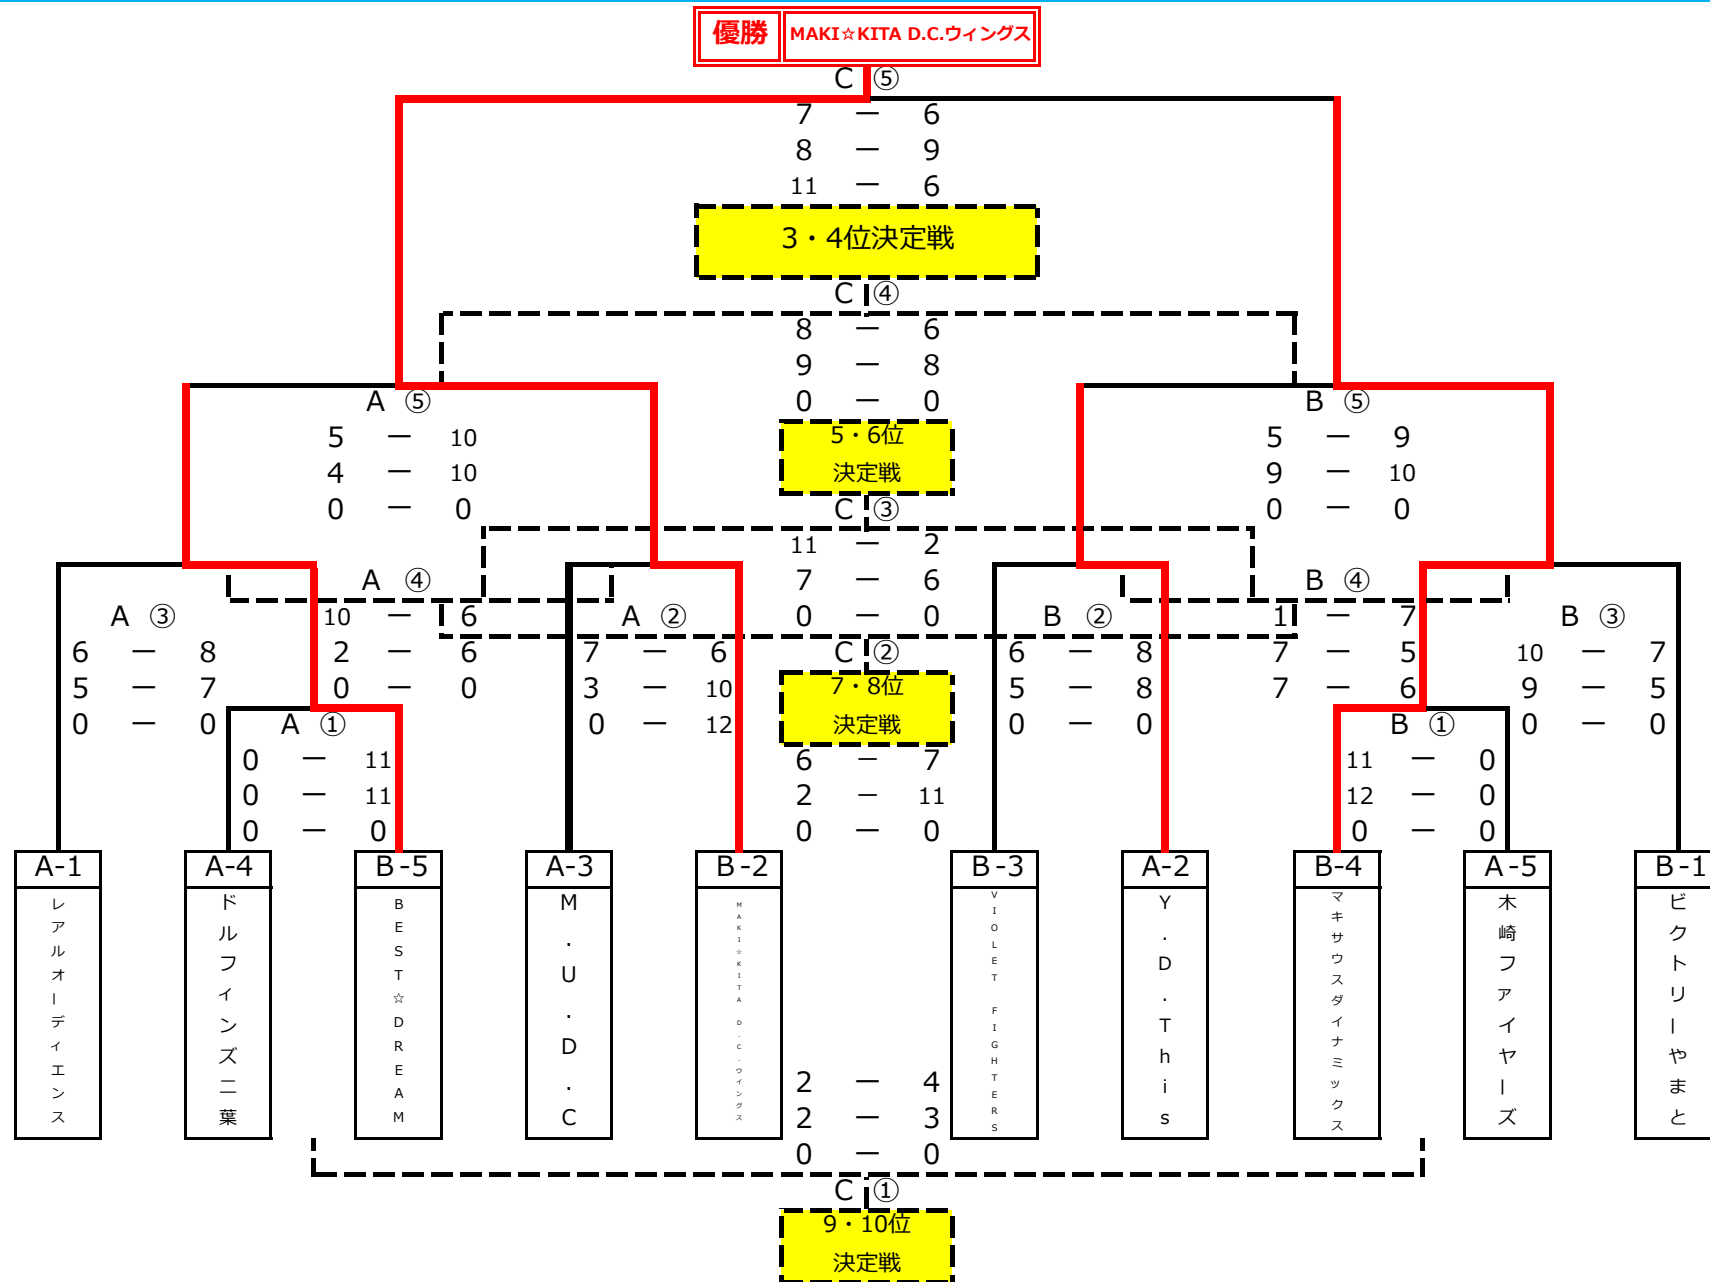 優勝 MAKI☆KITA D.C.ウィングス
C ⑤
7 ー 6
8 ー 9
11 ー 6
3・4位決定戦
C ④
8 ー 6
9 ー 8
0 ー 0
A ⑤
5 ー 10
4 ー 10
0 ー 0
B ⑤
5 ー 9
9 ー 10
0 ー 0
5・6位
決定戦
C ③
11 ー 2
7 ー 6
0 ー 0
A ④
10 ー 6
2 ー 6
0 ー 0
B ④
1 ー 7
7 ー 5
7 ー 6
A ③
6 ー 8
5 ー 7
0 ー 0
A ②
7 ー 6
3 ー 10
0 ー 12
B ②
6 ー 8
5 ー 8
0 ー 0
B ③
10 ー 7
9 ー 5
0 ー 0
C ②
7・8位
決定戦
6 ー 7
2 ー 11
0 ー 0
A ①
0 ー 11
0 ー 11
0 ー 0
B ①
11 ー 0
12 ー 0
0 ー 0
A-1
レアルオーディエンス
A-4
ドルフィンズ二葉
B-5
BEST☆DREAM
A-3
M.U.D.C
B-2
MAKI☆KITA D.C.ウィングス
B-3
VIOLET FIGHTERS
A-2
Y.D.This
B-4
マキサウスダイナミックス
A-5
木崎ファイヤーズ
B-1
ビクトリーやまと
2 ー 4
2 ー 3
0 ー 0
C ①
9・10位
決定戦